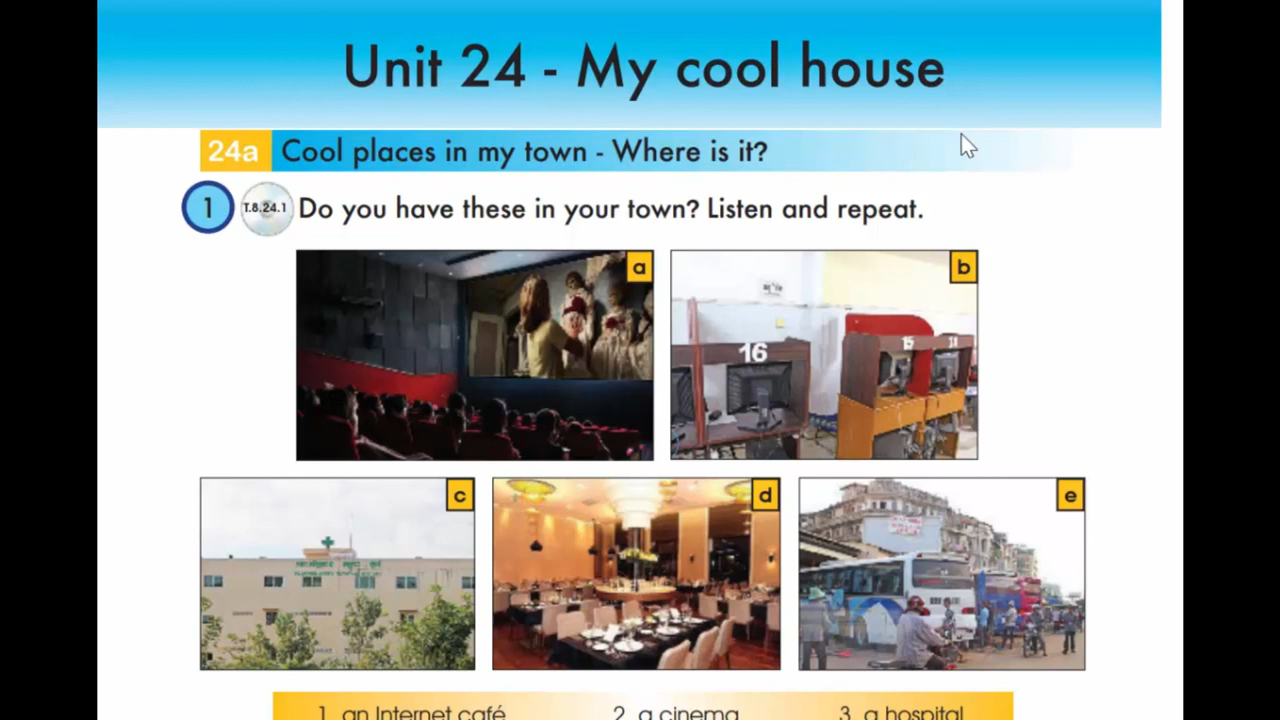 Unit 24 - My cool house
24a Cool places in my town - Where is it?
1 T.8.24.1 Do you have these in your town? Listen and repeat.
a
b
16
15
c
d
e
1 an Internet café 2 a cinema 3 a hospital